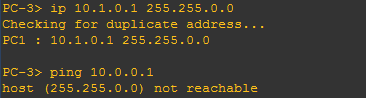 PC-3> ip 10.1.0.1 255.255.0.0
Checking for duplicate address...
PC1 : 10.1.0.1 255.255.0.0
PC-3> ping 10.0.0.1
host (255.255.0.0) not reachable